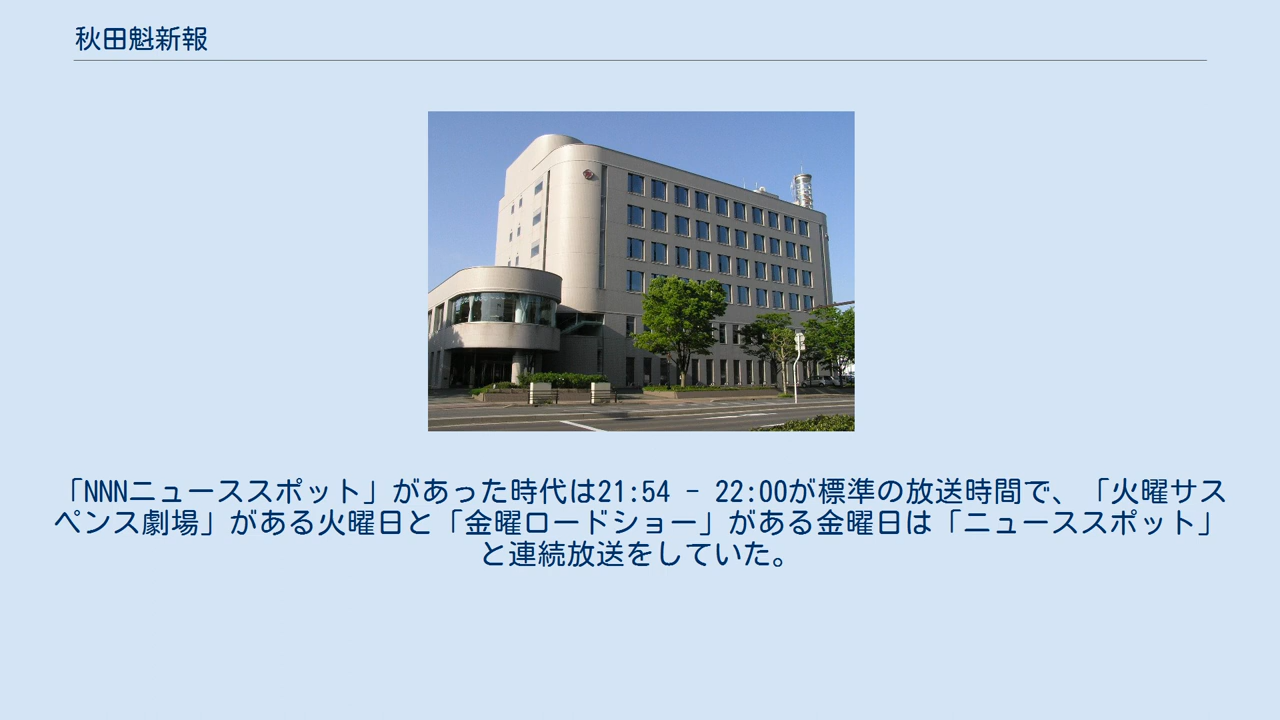 秋田魁新報
「NNNニューススポット」があった時代は21:54 - 22:00が標準の放送時間で、「火曜サス
ペンス劇場」がある火曜日と「金曜ロードショー」がある金曜日は「ニューススポット」
と連続放送をしていた。